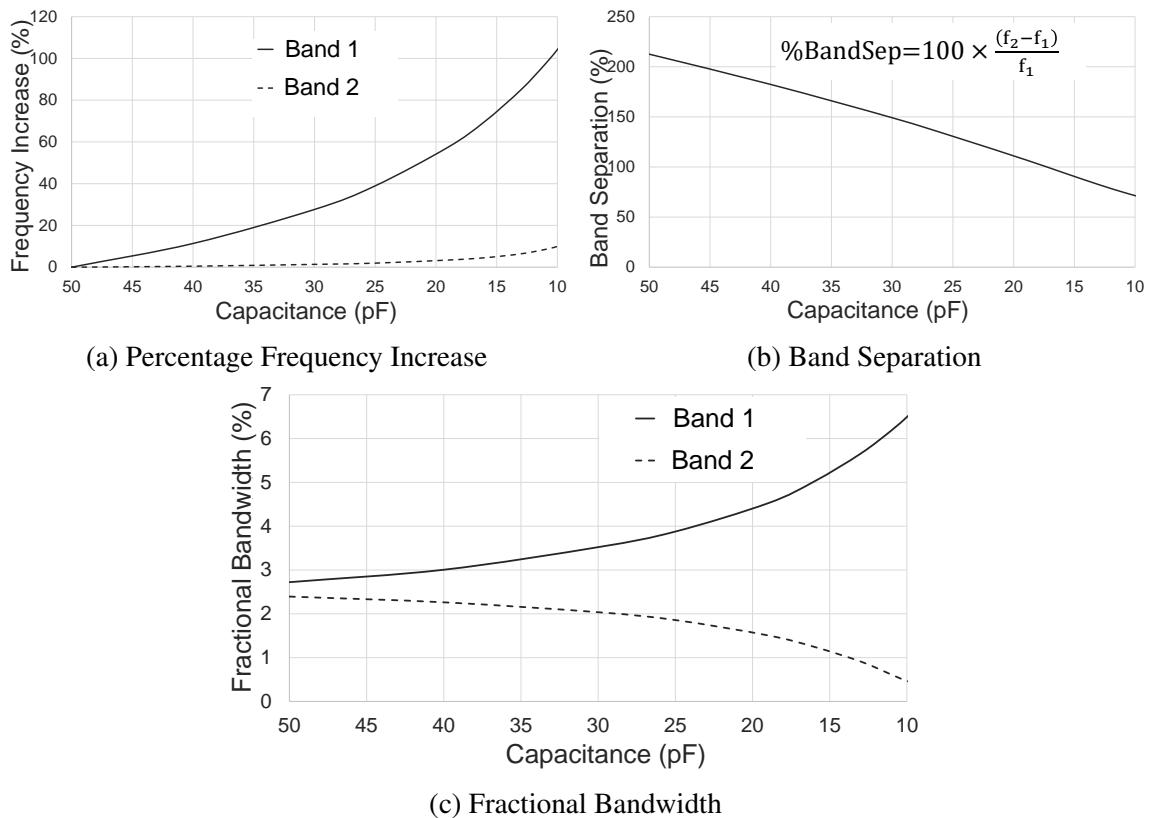 Frequency Increase (%)
120
100
80
60
40
20
0
Band 1
Band 2
50 45 40 35 30 25 20 15 10
Capacitance (pF)
(a) Percentage Frequency Increase
Band Separation (%)
250
200
150
100
50
0
%BandSep=100 × (f₂−f₁)/f₁
50 45 40 35 30 25 20 15 10
Capacitance (pF)
(b) Band Separation
Fractional Bandwidth (%)
7
6
5
4
3
2
1
0
Band 1
Band 2
50 45 40 35 30 25 20 15 10
Capacitance (pF)
(c) Fractional Bandwidth